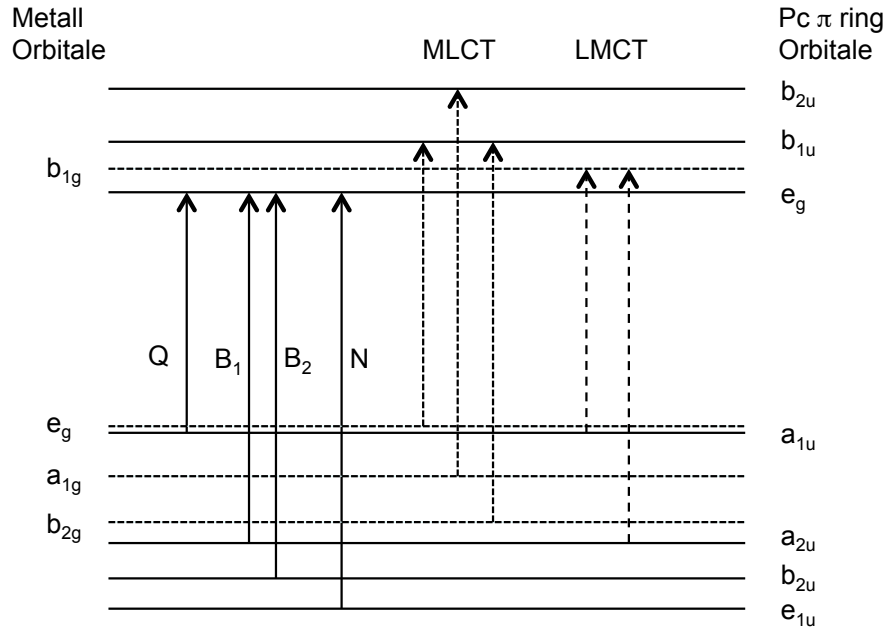 Metall
Orbitale
Pc π ring
Orbitale
MLCT
LMCT
b₂ᵤ
b₁ᵤ
b₁g
eg
Q
B₁
B₂
N
eg
a₁ᵤ
a₁g
b₂g
a₂ᵤ
b₂ᵤ
e₁ᵤ